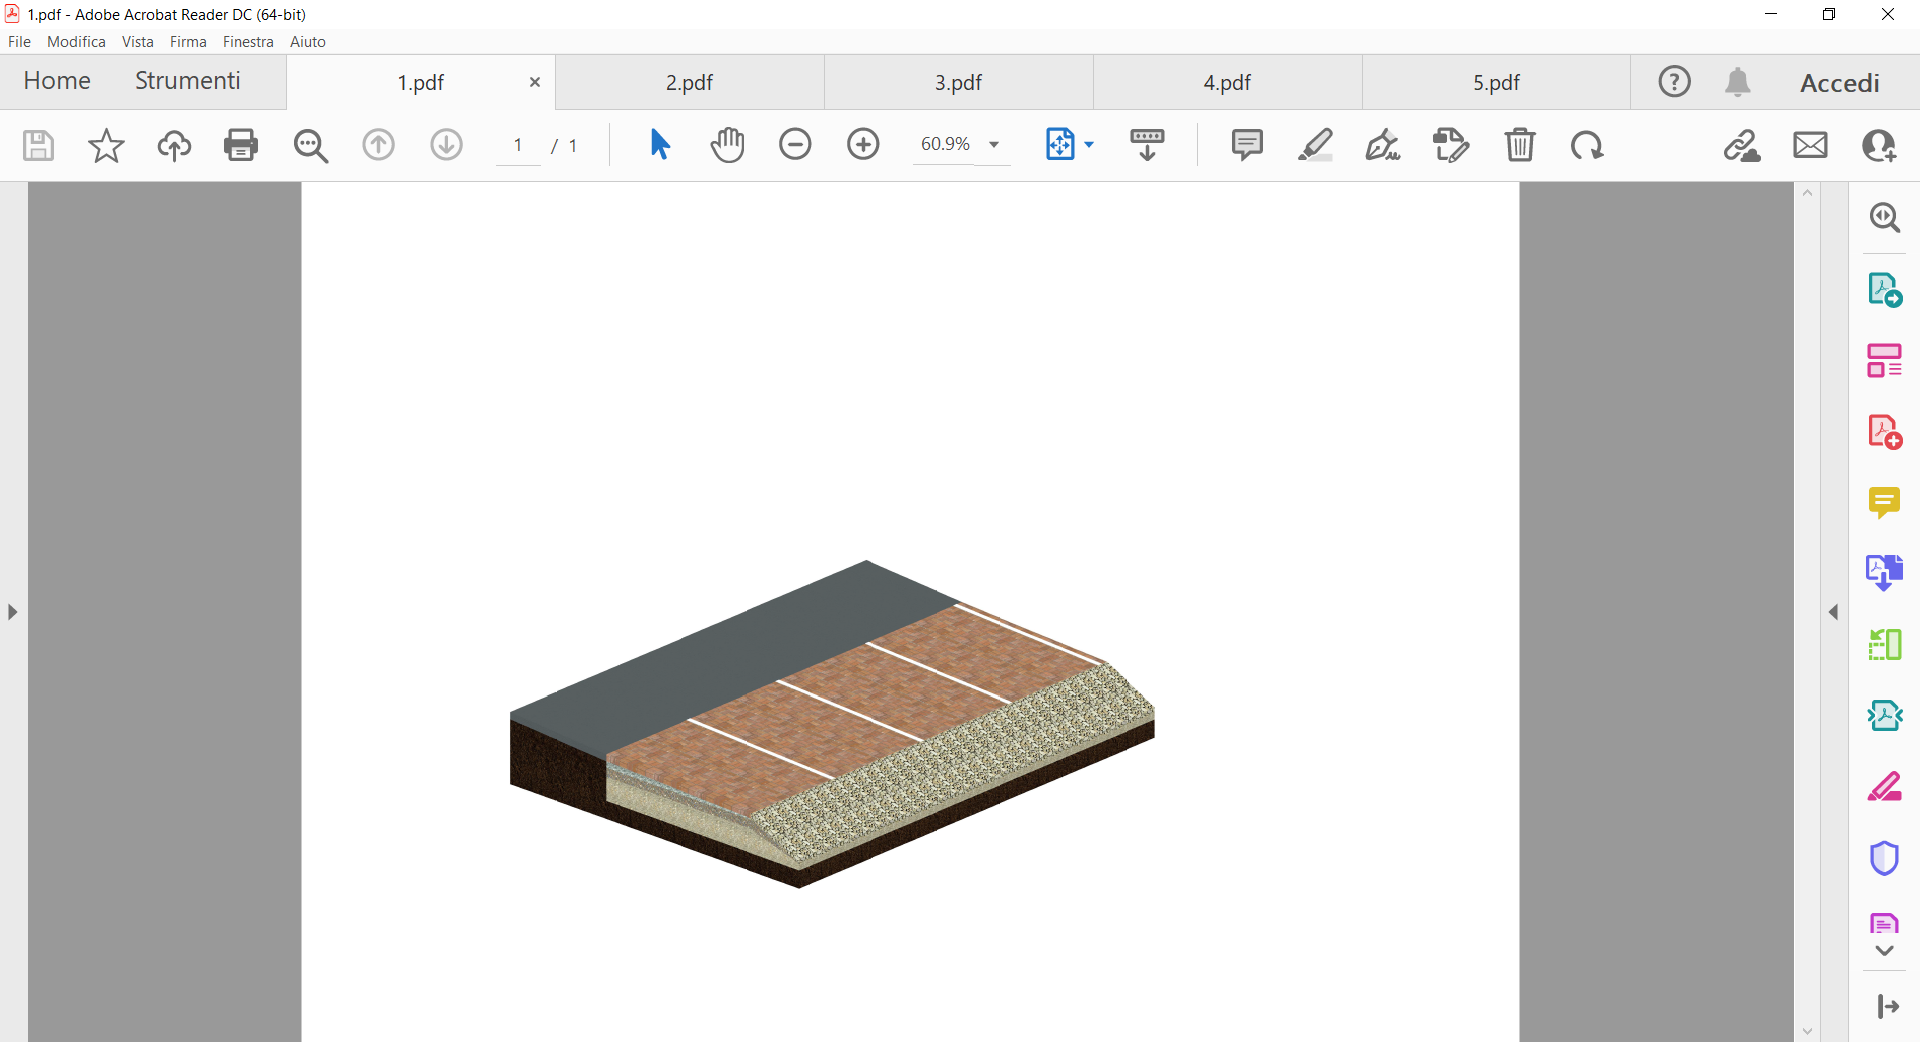 1.pdf - Adobe Acrobat Reader DC (64-bit)
File Modifica Vista Firma Finestra Aiuto
Home Strumenti 1.pdf 2.pdf 3.pdf 4.pdf 5.pdf Accedi
1 / 1 60.9%